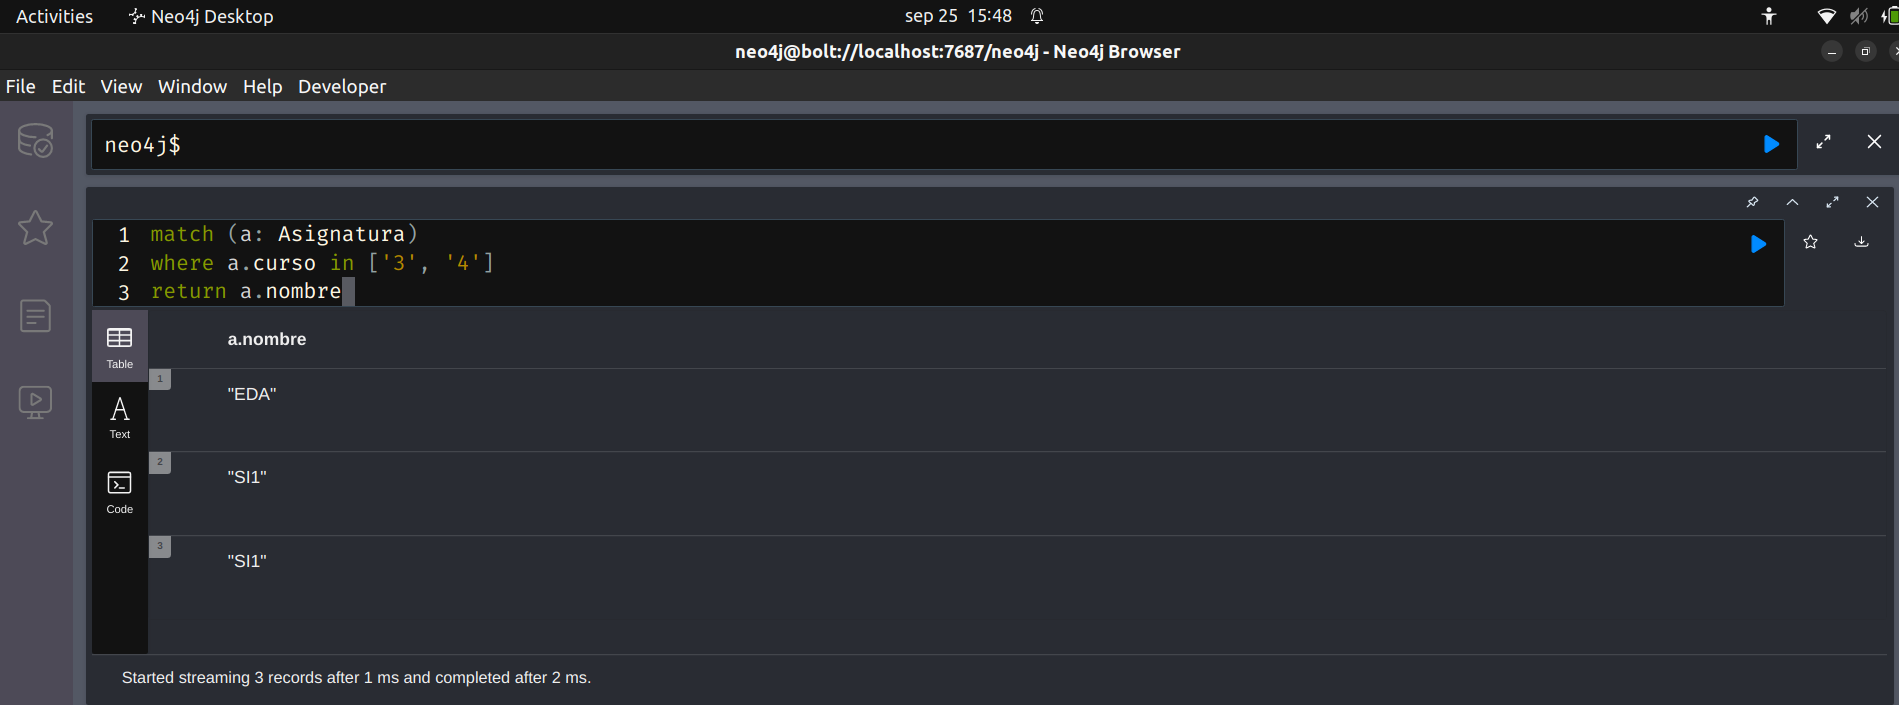 Activities Neo4j Desktop sep 25 15:48
neo4j@bolt://localhost:7687/neo4j - Neo4j Browser
File Edit View Window Help Developer
neo4j$
1 match (a: Asignatura)
2 where a.curso in ['3', '4']
3 return a.nombre
Table
a.nombre
1
"EDA"
Text
2
"SI1"
Code
3
"SI1"
Started streaming 3 records after 1 ms and completed after 2 ms.